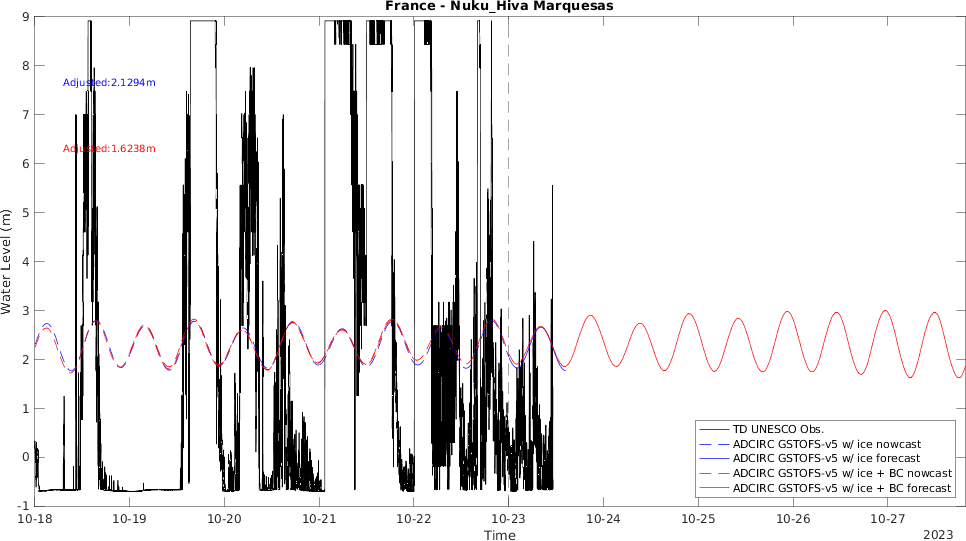 France - Nuku_Hiva Marquesas
9
8
7
6
5
4
3
2
1
0
-1
Water Level (m)
Adjusted:2.1294m
Adjusted:1.6238m
TD UNESCO Obs.
ADCIRC GSTOFS-v5 w/ ice nowcast
ADCIRC GSTOFS-v5 w/ ice forecast
ADCIRC GSTOFS-v5 w/ ice + BC nowcast
ADCIRC GSTOFS-v5 w/ ice + BC forecast
10-18 10-19 10-20 10-21 10-22 10-23 10-24 10-25 10-26 10-27
Time
2023